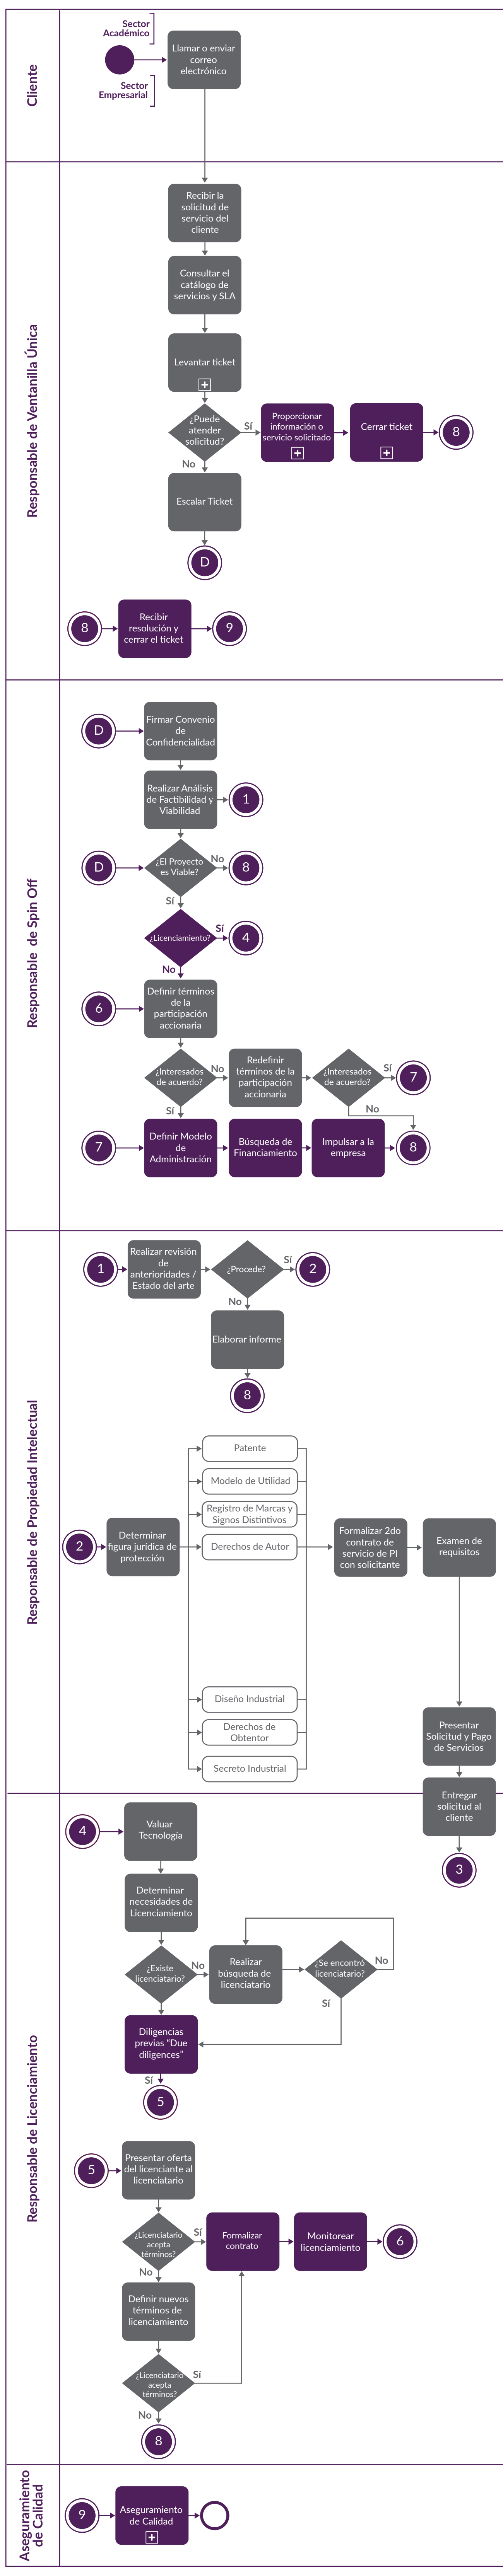 Cliente
Sector
Académico
Sector
Empresarial
Llamar o enviar
correo
electrónico
Responsable de Ventanilla Única
Recibir la
solicitud de
servicio del
cliente
Consultar el
catálogo de
servicios y SLA
Levantar ticket
¿Puede
atender
solicitud?
Sí
No
Proporcionar
información o
servicio solicitado
Cerrar ticket
8
Escalar Ticket
D
8
Recibir
resolución y
cerrar el ticket
9
Responsable de Spin Off
D
Firmar Convenio
de
Confidencialidad
Realizar Análisis
de Factibilidad y
Viabilidad
1
D
¿El Proyecto
es Viable?
No
8
Sí
¿Licenciamiento?
Sí
4
No
6
Definir términos
de la
participación
accionaria
¿Interesados
de acuerdo?
No
Redefinir
términos de la
participación
accionaria
¿Interesados
de acuerdo?
Sí
7
Sí
No
7
Definir Modelo
de
Administración
Búsqueda de
Financiamiento
Impulsar a la
empresa
8
Responsable de Propiedad Intelectual
1
Realizar revisión
de
anterioridades /
Estado del arte
¿Procede?
Sí
2
No
Elaborar informe
8
2
Determinar
figura jurídica de
protección
Patente
Modelo de Utilidad
Registro de Marcas y
Signos Distintivos
Derechos de Autor
Diseño Industrial
Derechos de
Obtentor
Secreto Industrial
Formalizar 2do
contrato de
servicio de PI
con solicitante
Examen de
requisitos
Presentar
Solicitud y Pago
de Servicios
Entregar
solicitud al
cliente
3
Responsable de Licenciamiento
4
Valuar
Tecnología
Determinar
necesidades de
Licenciamiento
¿Existe
licenciatario?
No
Realizar
búsqueda de
licenciatario
¿Se encontró
licenciatario?
No
Sí
Diligencias
previas “Due
diligences”
Sí
5
5
Presentar oferta
del licenciante al
licenciatario
¿Licenciatario
acepta
términos?
Sí
Formalizar
contrato
Monitorear
licenciamiento
6
No
Definir nuevos
términos de
licenciamiento
¿Licenciatario
acepta
términos?
Sí
No
8
Aseguramiento
de Calidad
9
Aseguramiento
de Calidad